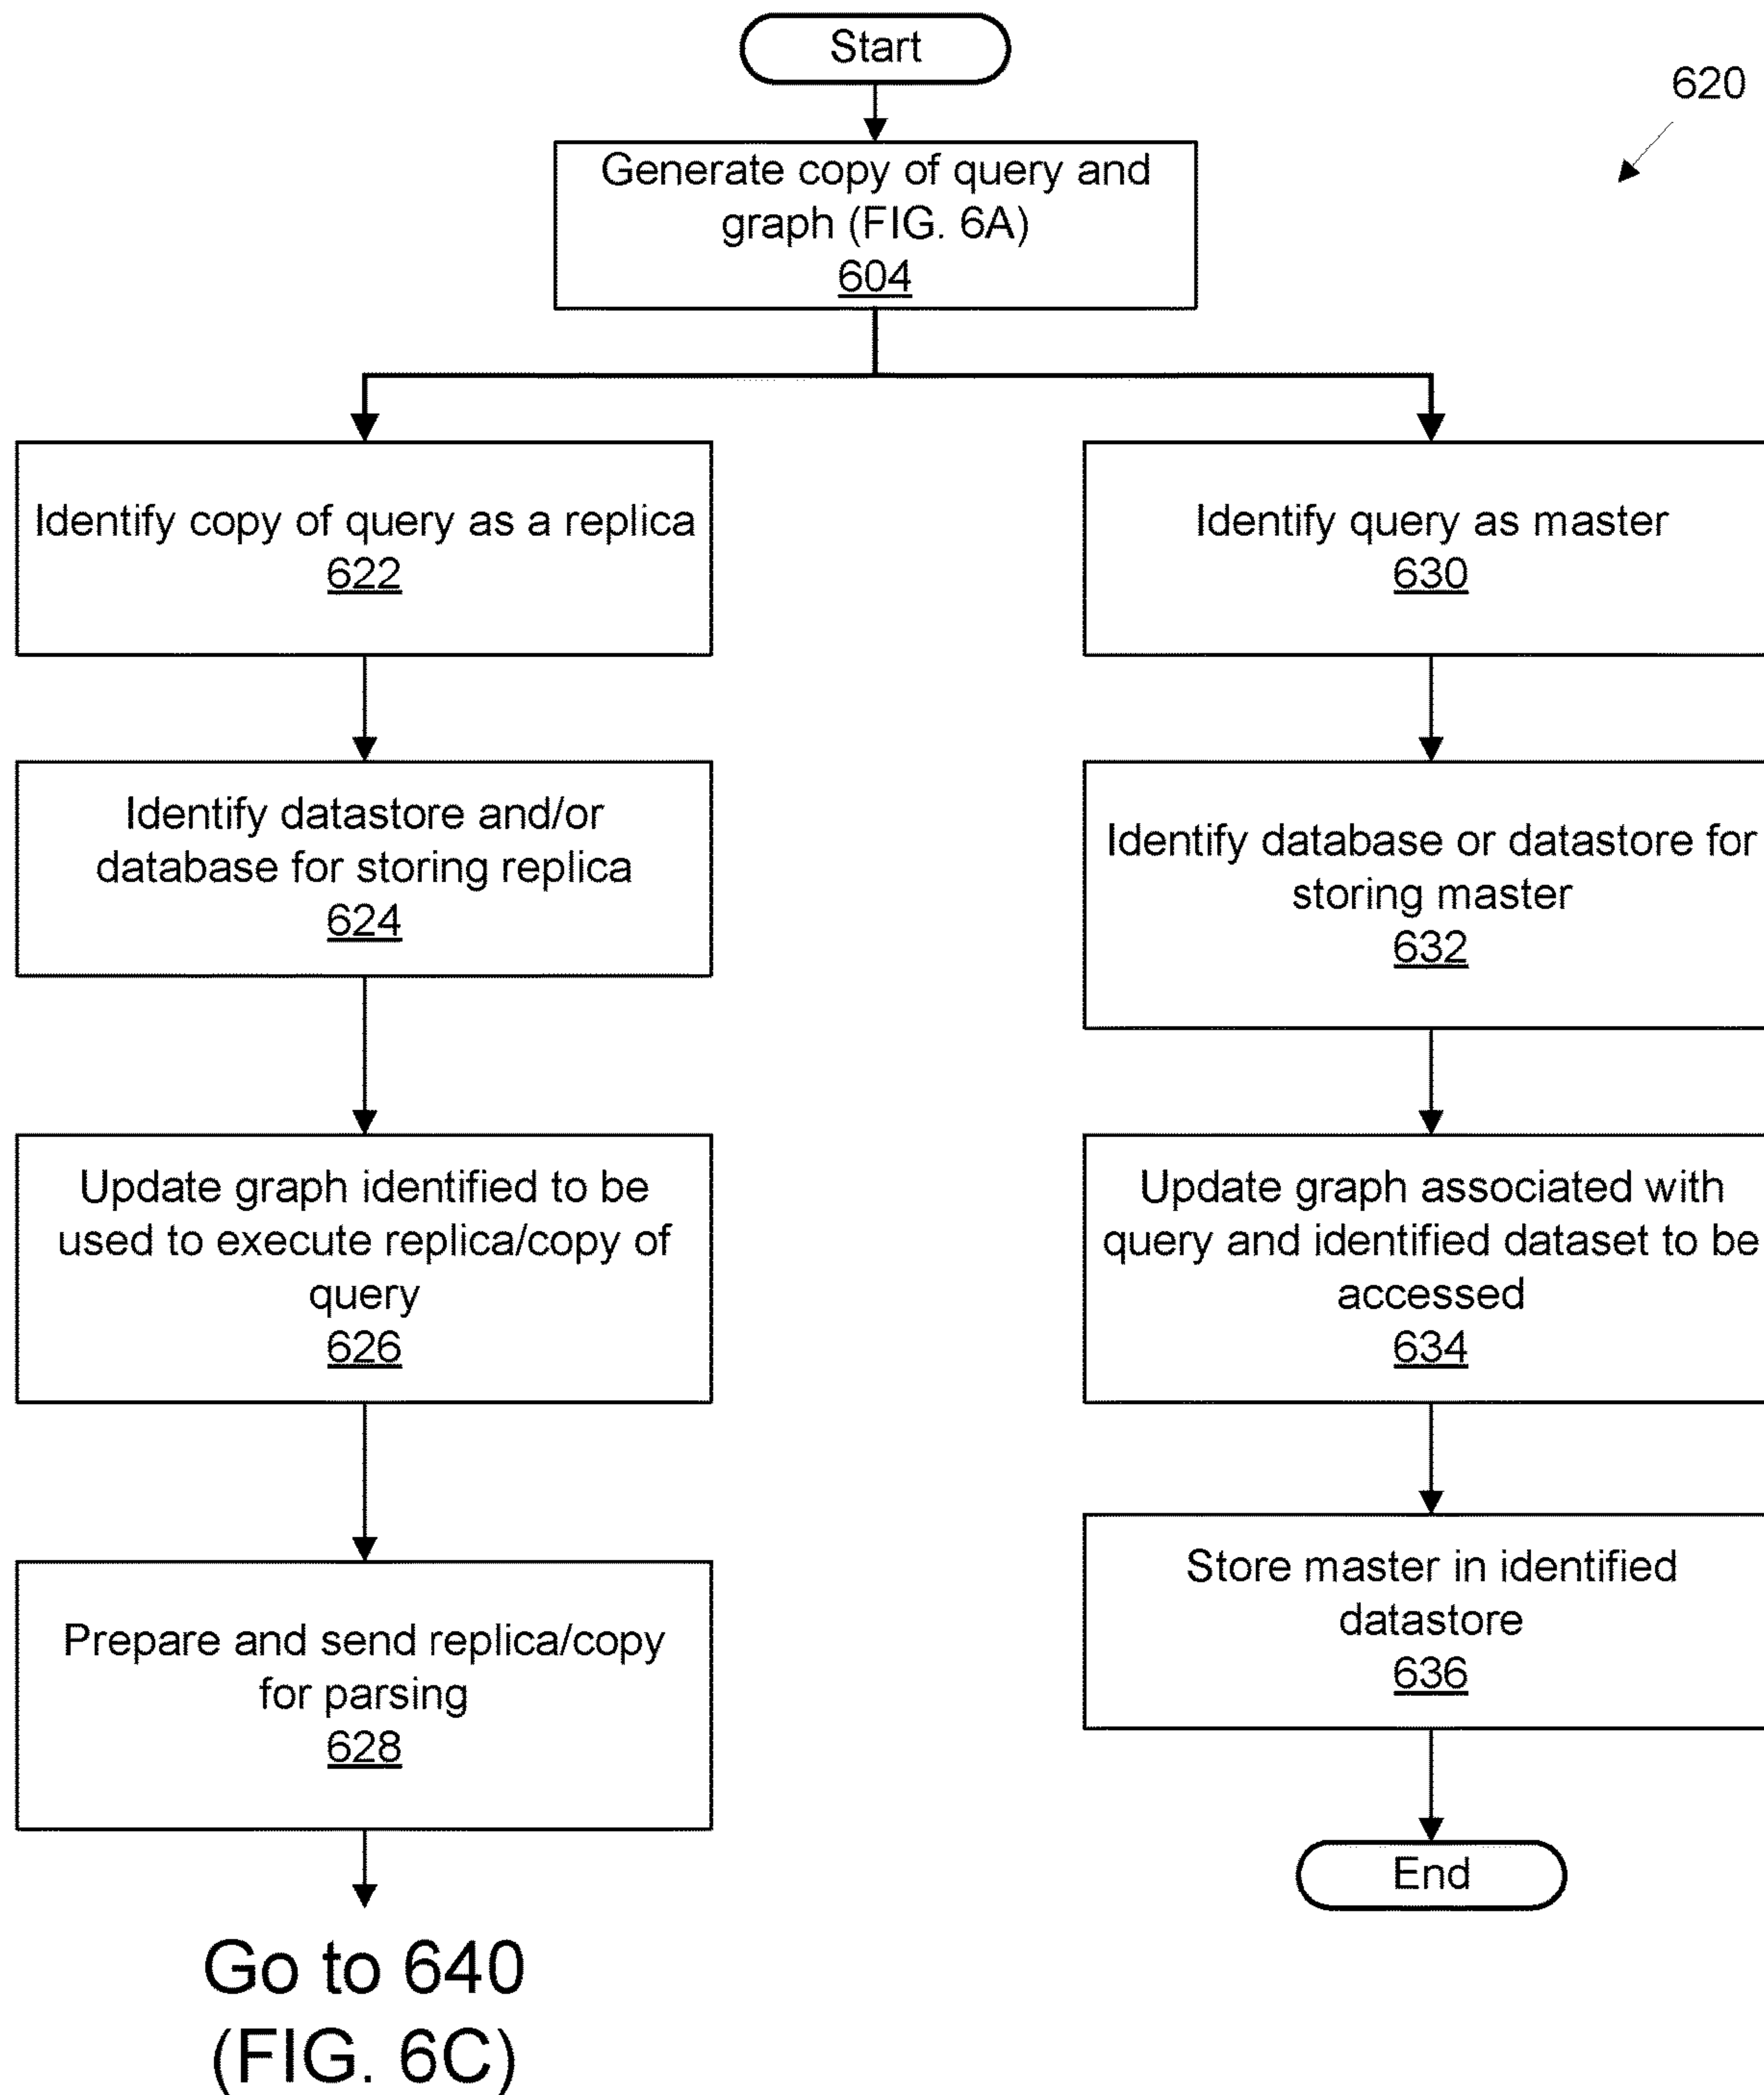 Start
620
Generate copy of query and
graph (FIG. 6A)
604
Identify copy of query as a replica
622
Identify datastore and/or
database for storing replica
624
Update graph identified to be
used to execute replica/copy of
query
626
Prepare and send replica/copy
for parsing
628
Go to 640
(FIG. 6C)
Identify query as master
630
Identify database or datastore for
storing master
632
Update graph associated with
query and identified dataset to be
accessed
634
Store master in identified
datastore
636
End